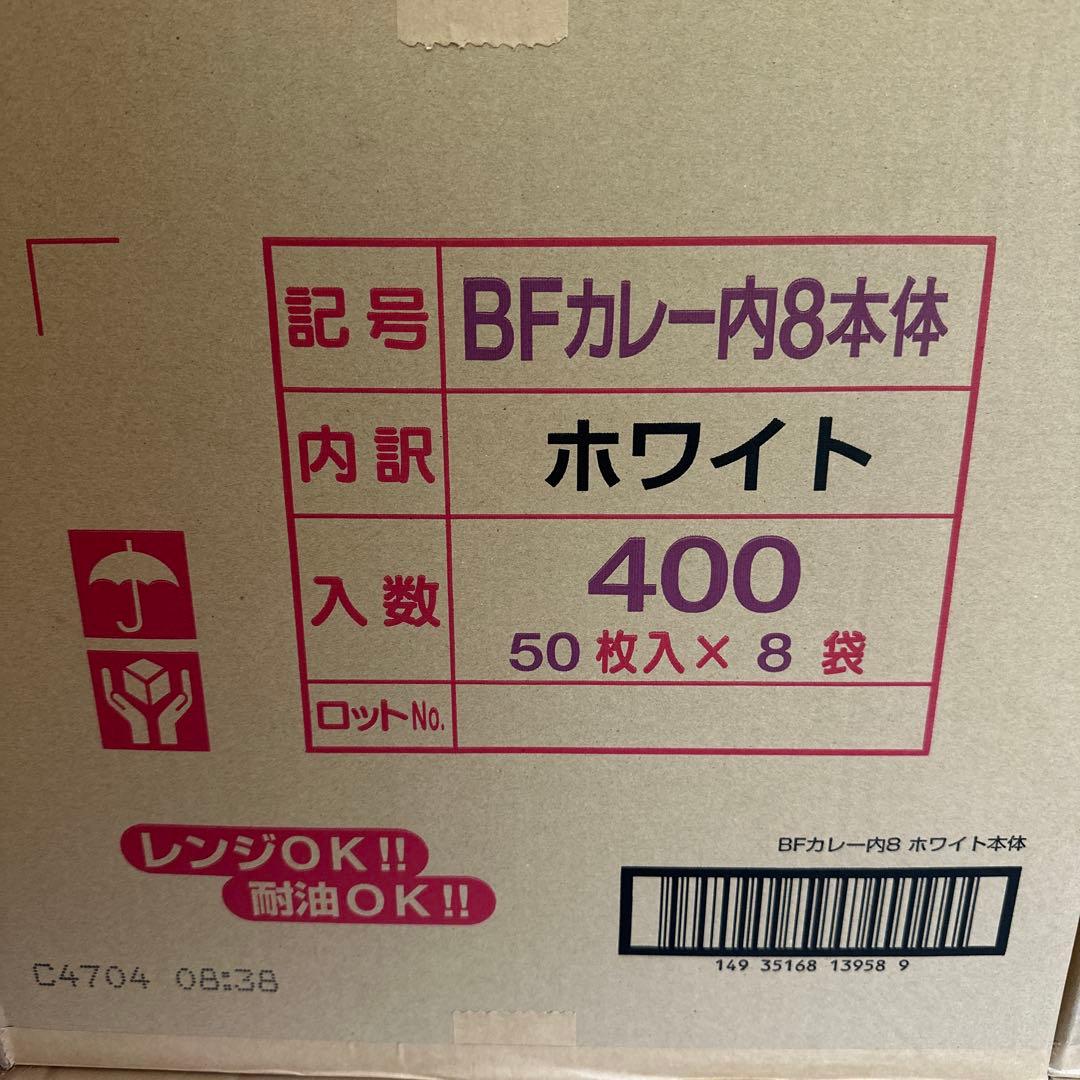 記号 BFカレー内8本体
内訳 ホワイト
入数 400
50 枚入× 8 袋
ロットNo.
レンジOK!!
耐油OK!!
BFカレー内8 ホワイト本体
149 35168 13958 9
C4704 08:38